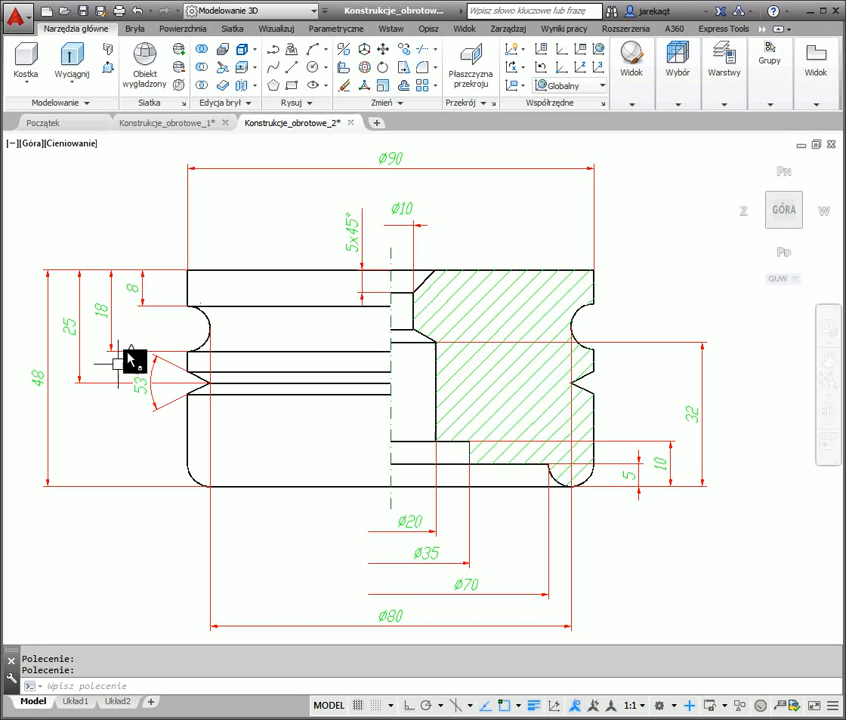 Modelowanie 3D
Konstrukcje_obrotow...
Wpisz słowo kluczowe lub frazę
jarekaqt
Narzędzia główne Bryła Powierzchnia Siatka Wizualizuj Parametryczne Wstaw Opisz Widok Zarządzaj Wyniki pracy Rozszerzenia A360 Express Tools
Kostka
Wyciągnij
Obiekt
wygładzony
Płaszczyzna
przekroju
Globalny
Widok
Wybór
Warstwy
Grupy
Widok
Modelowanie
Siatka
Edycja brył
Rysuj
Zmień
Przekrój
Współrzędne
Początek
Konstrukcje_obrotowe_1*
Konstrukcje_obrotowe_2*
[−][Góra][Cieniowanie]
Pn
Z
GÓRA
W
Pp
GUW
Ø90
Ø10
5x45°
8
18
25
48
53
32
10
5
Ø20
Ø35
Ø70
Ø80
Polecenie:
Polecenie:
Wpisz polecenie
Model Układ1 Układ2
MODEL
1:1